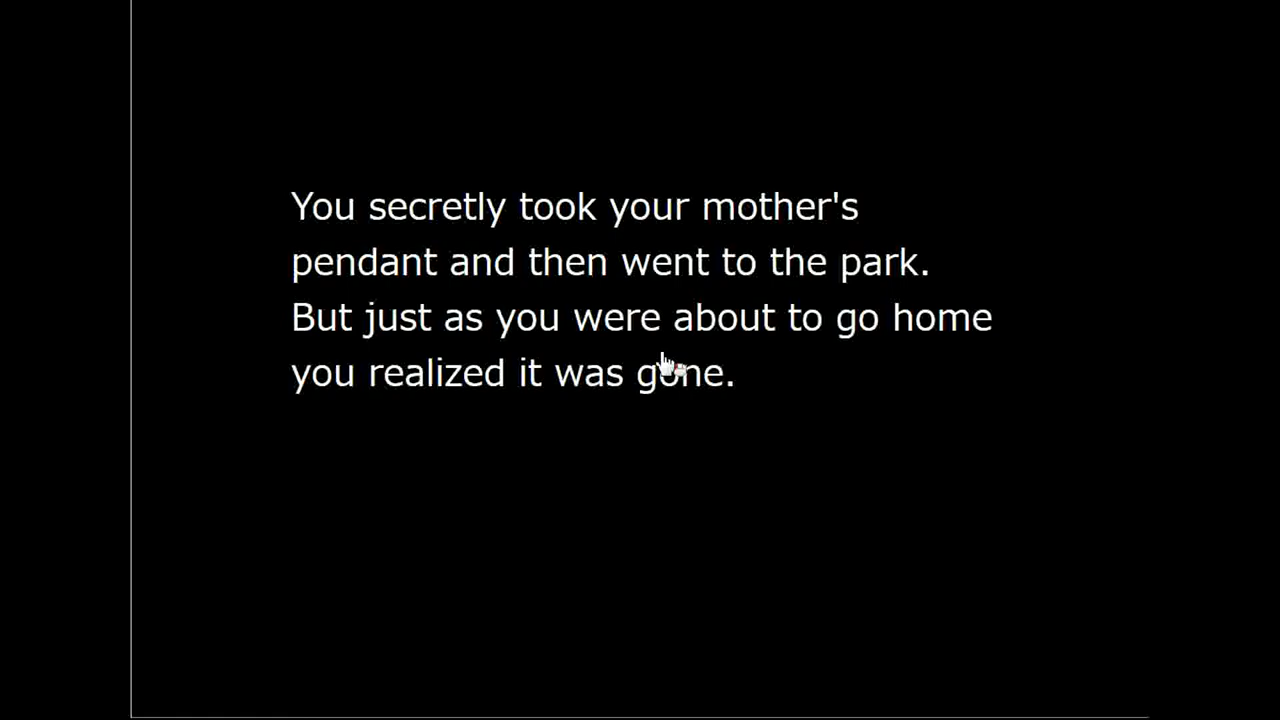 You secretly took your mother's
pendant and then went to the park.
But just as you were about to go home
you realized it was gone.